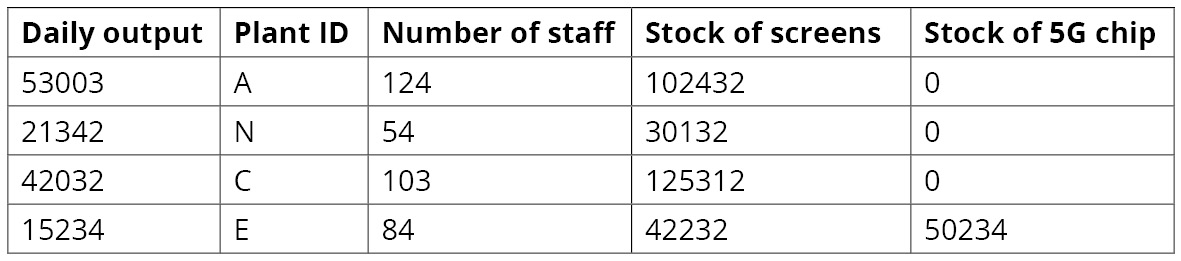 Daily output Plant ID Number of staff Stock of screens Stock of 5G chip
53003 A 124 102432 0
21342 N 54 30132 0
42032 C 103 125312 0
15234 E 84 42232 50234